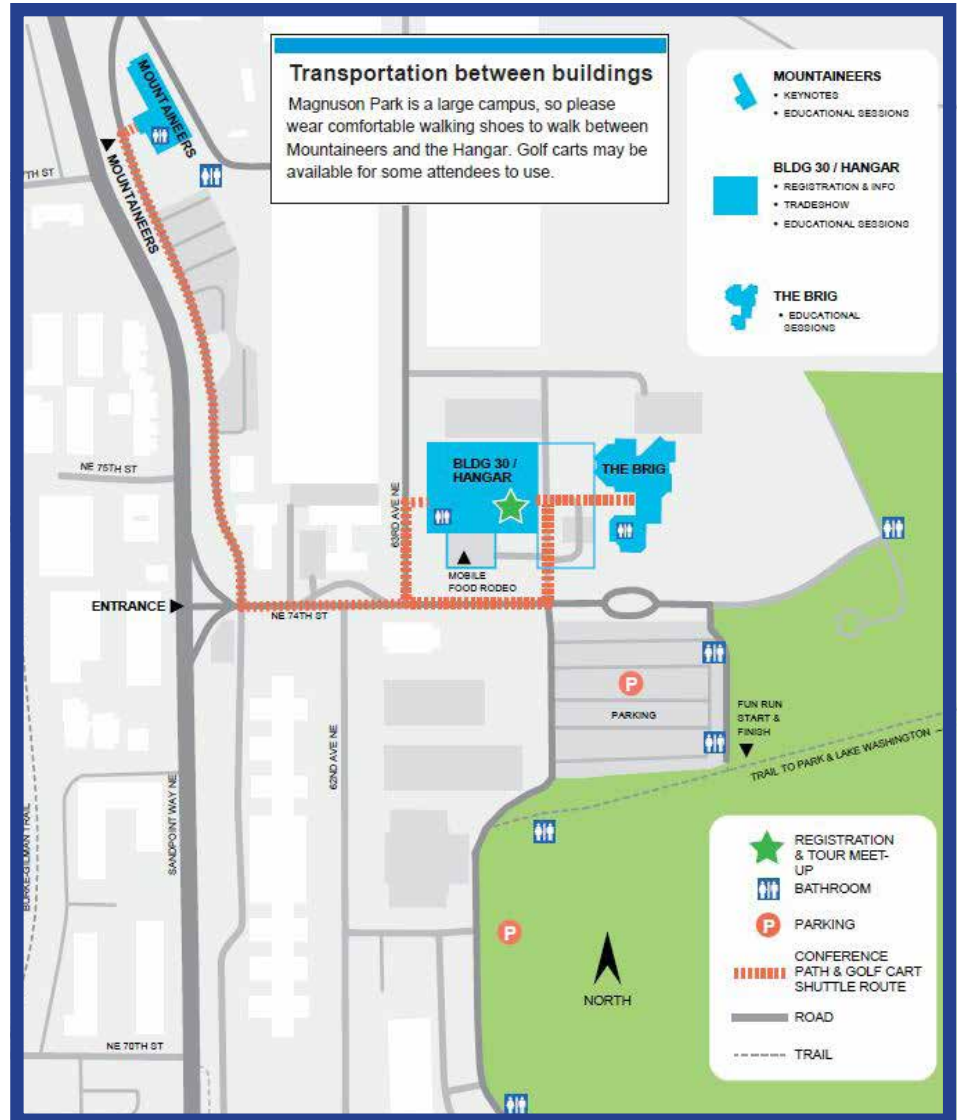 Transportation between buildings
Magnuson Park is a large campus, so please
wear comfortable walking shoes to walk between
Mountaineers and the Hangar. Golf carts may be
available for some attendees to use.
MOUNTAINEERS
• KEYNOTES
• EDUCATIONAL SESSIONS
BLDG 30 / HANGAR
• REGISTRATION & INFO
• TRADESHOW
• EDUCATIONAL SESSIONS
THE BRIG
• EDUCATIONAL
SESSIONS
MOUNTAINEERS
MOUNTAINEERS
7TH ST
NE 75TH ST
63RD AVE NE
BLDG 30 /
HANGAR
THE BRIG
MOBILE
FOOD RODEO
ENTRANCE
NE 74TH ST
P
PARKING
FUN RUN
START &
FINISH
TRAIL TO PARK & LAKE WASHINGTON
62ND AVE NE
SANDPOINT WAY NE
BURKE-GILMAN TRAIL
P
NORTH
NE 70TH ST
REGISTRATION
& TOUR MEET-
UP
BATHROOM
P
PARKING
CONFERENCE
PATH & GOLF CART
SHUTTLE ROUTE
ROAD
TRAIL